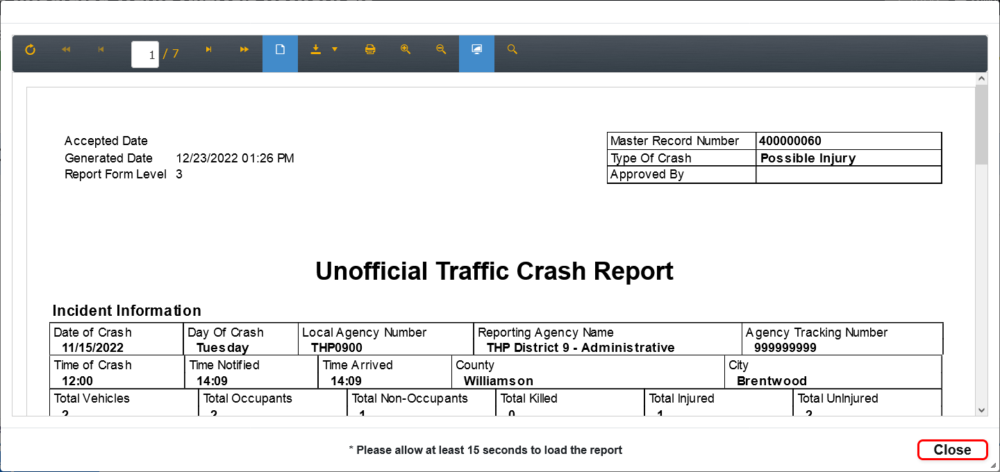 1 / 7
Accepted Date
Generated Date 12/23/2022 01:26 PM
Report Form Level 3
Master Record Number 400000060
Type Of Crash Possible Injury
Approved By
Unofficial Traffic Crash Report
Incident Information
Date of Crash Day Of Crash Local Agency Number Reporting Agency Name Agency Tracking Number
11/15/2022 Tuesday THP0900 THP District 9 - Administrative 999999999
Time of Crash Time Notified Time Arrived County City
12:00 14:09 14:09 Williamson Brentwood
Total Vehicles Total Occupants Total Non-Occupants Total Killed Total Injured Total UnInjured
2 2 1 0 1 2
* Please allow at least 15 seconds to load the report
Close